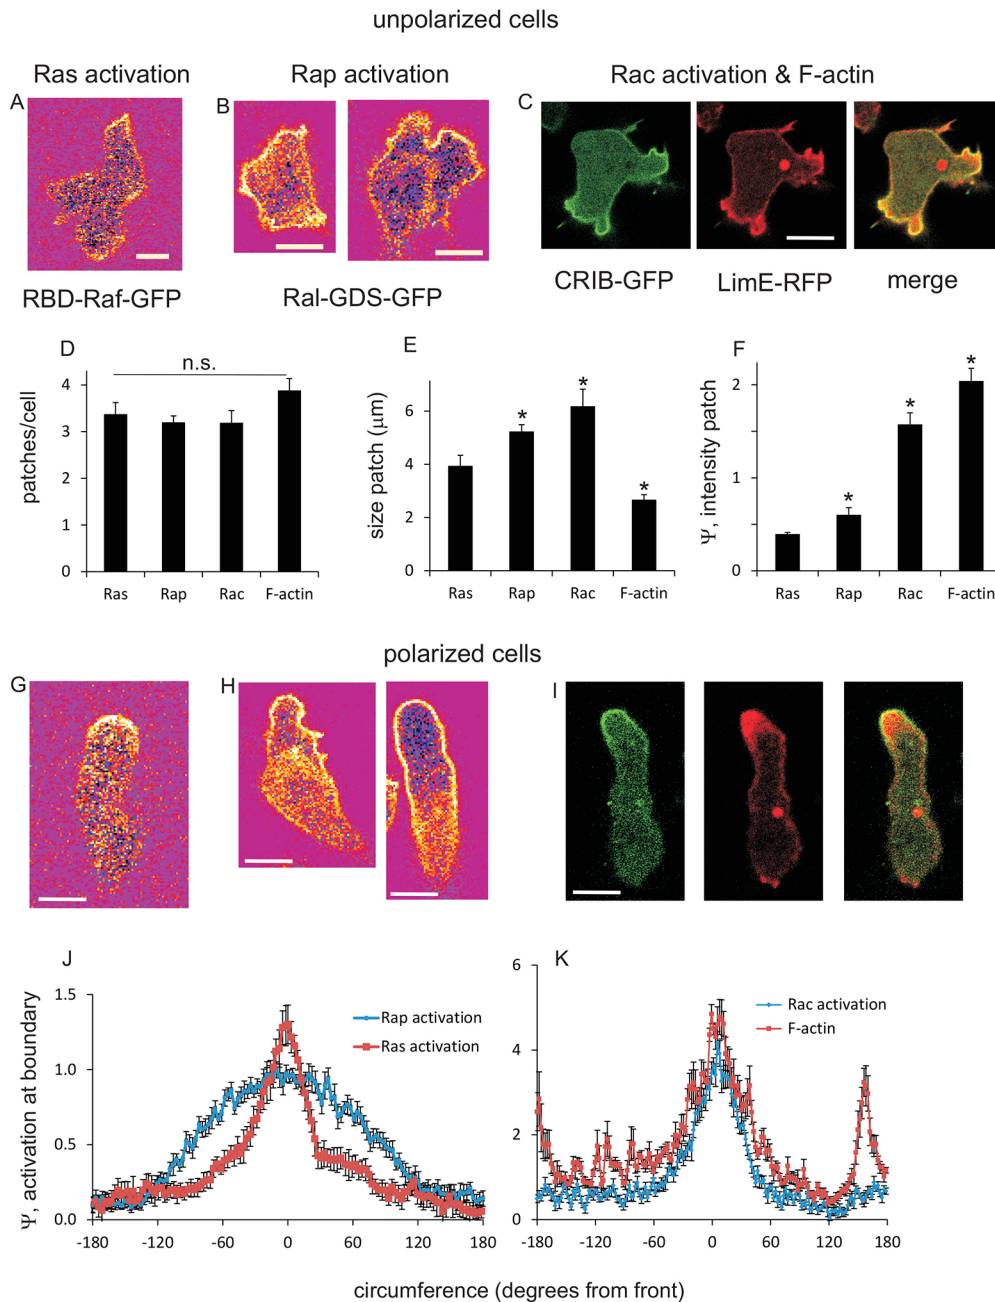 unpolarized cells
Ras activation
Rap activation
Rac activation & F-actin
A
B
C
RBD-Raf-GFP
Ral-GDS-GFP
CRIB-GFP
LimE-RFP
merge
D
n.s.
patches/cell
4
3
2
1
0
Ras
Rap
Rac
F-actin
E
size patch (μm)
6
4
2
0
*
*
*
Ras
Rap
Rac
F-actin
F
Ψ, intensity patch
2
1
0
*
*
*
Ras
Rap
Rac
F-actin
polarized cells
G
H
I
J
Ψ, activation at boundary
1.5
1.0
0.5
0.0
Rap activation
Ras activation
-180
-120
-60
0
60
120
180
K
6
4
2
0
Rac activation
F-actin
-180
-120
-60
0
60
120
180
circumference (degrees from front)